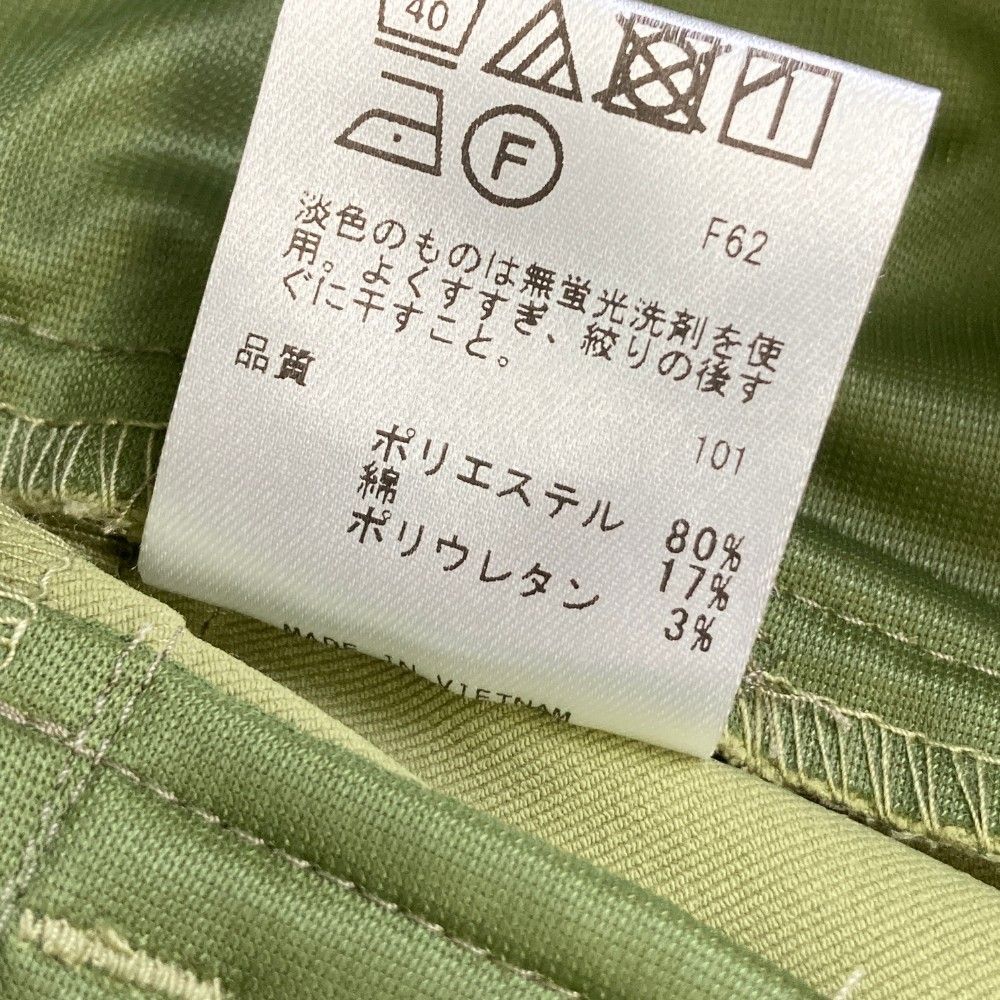 40
F
F62
淡色のものは無蛍光洗剤を使
用。よくすすぎ、絞りの後す
ぐに干すこと。
品質
101
ポリエステル 80%
綿 17%
ポリウレタン 3%
MADE IN VIETNAM